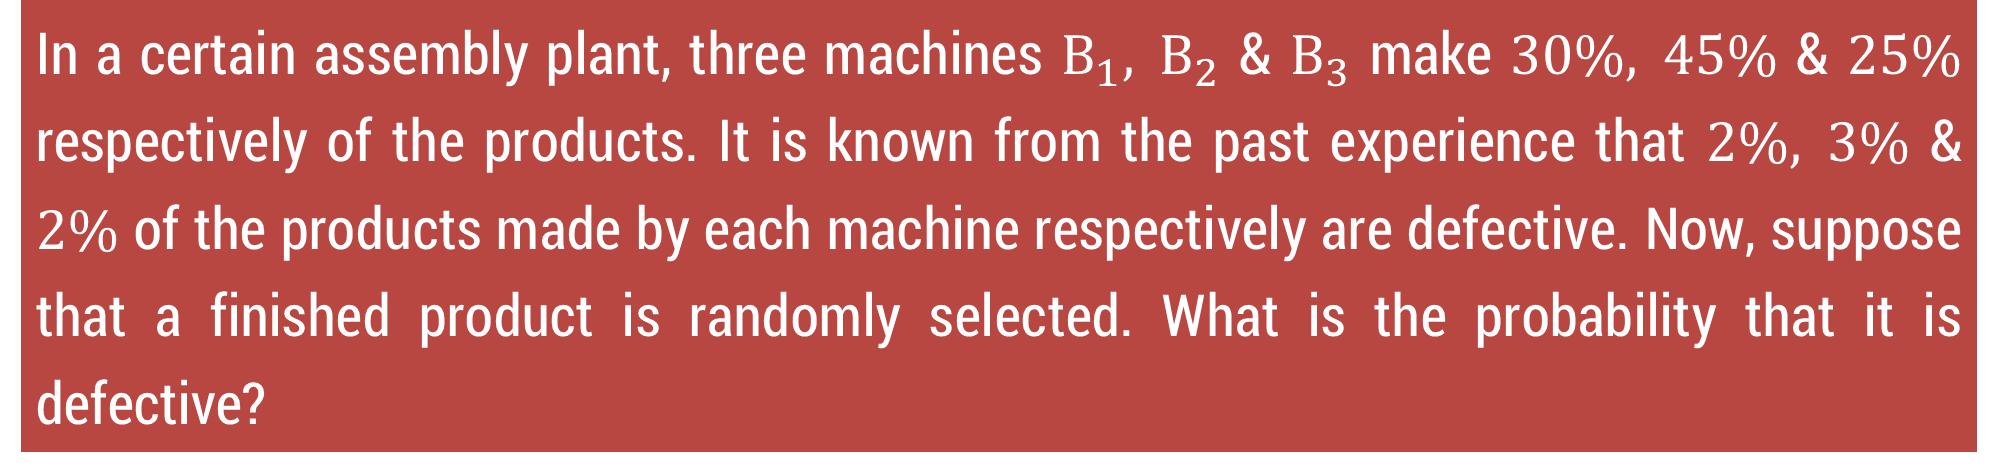 In a certain assembly plant, three machines B₁, B₂ & B₃ make 30%, 45% & 25%
respectively of the products. It is known from the past experience that 2%, 3% &
2% of the products made by each machine respectively are defective. Now, suppose
that a finished product is randomly selected. What is the probability that it is
defective?